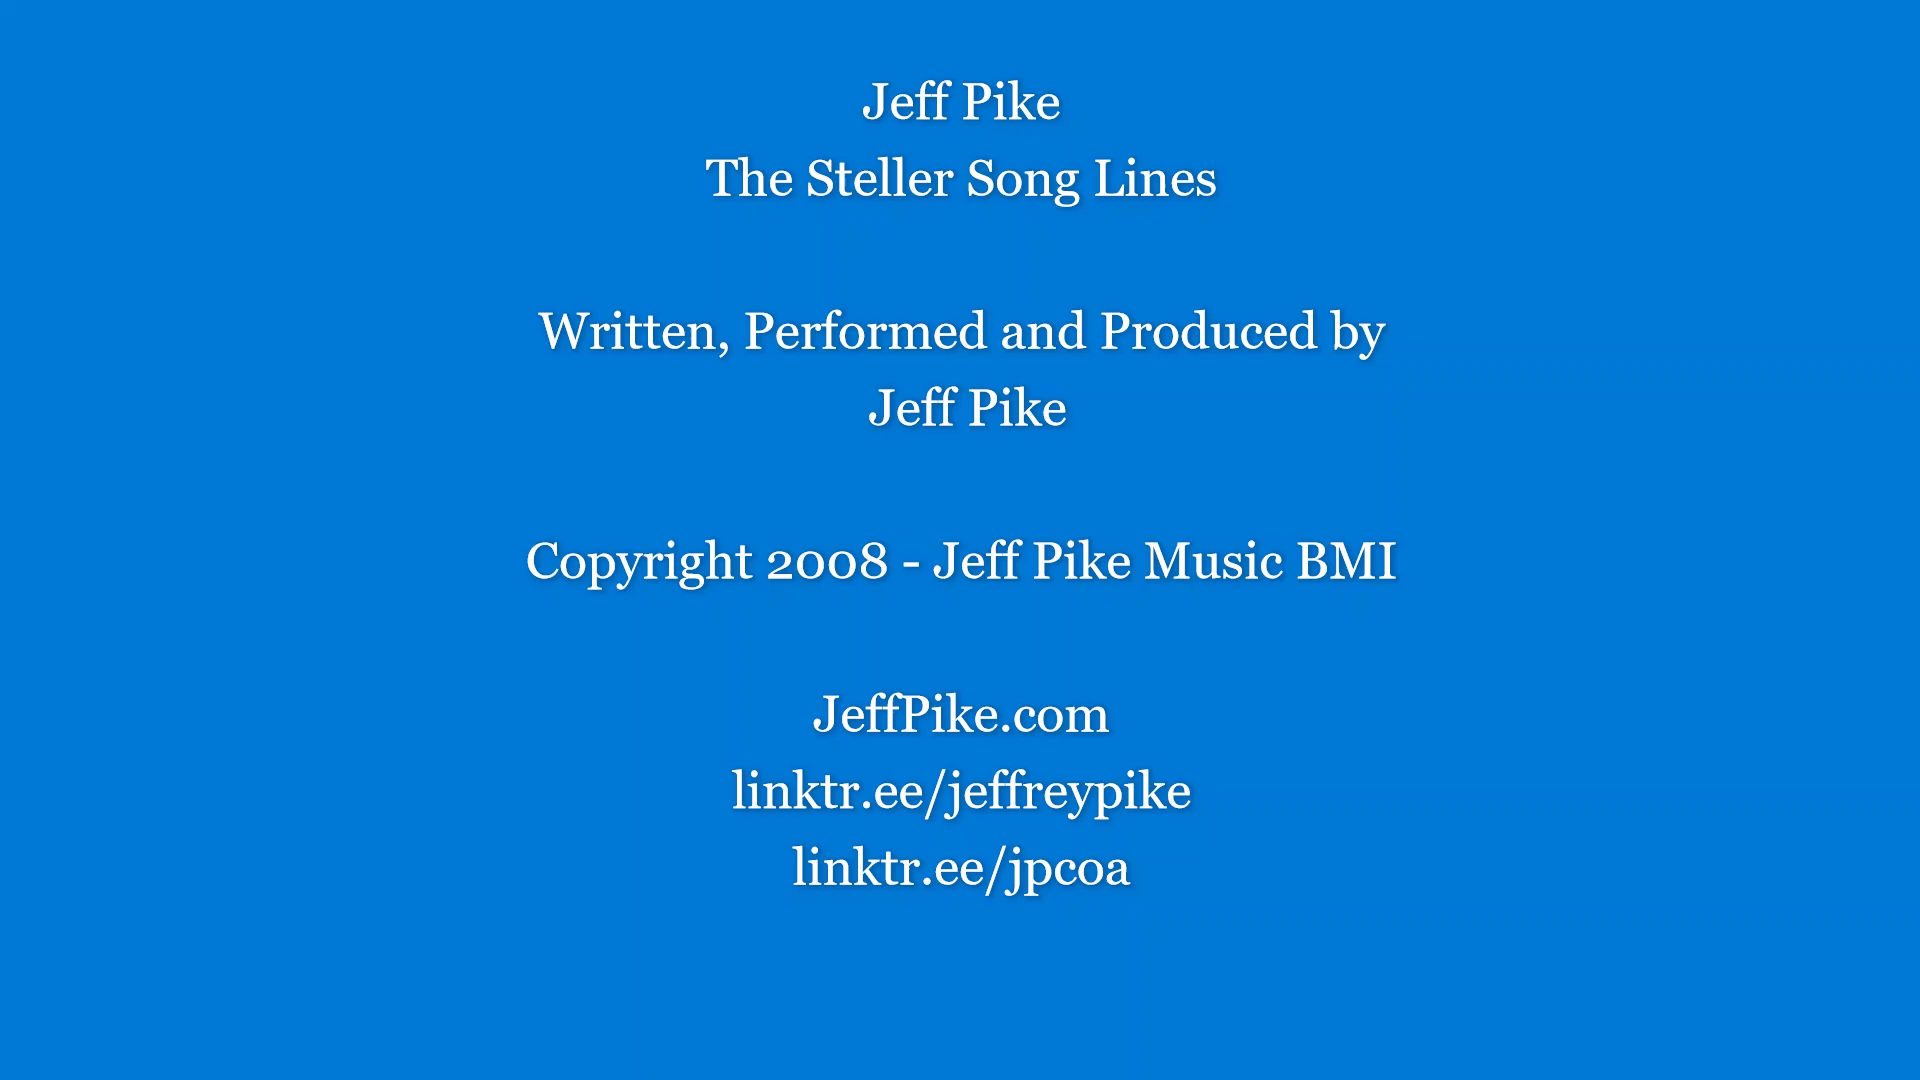 Jeff Pike
The Steller Song Lines
Written, Performed and Produced by
Jeff Pike
Copyright 2008 - Jeff Pike Music BMI
JeffPike.com
linktr.ee/jeffreypike
linktr.ee/jpcoa